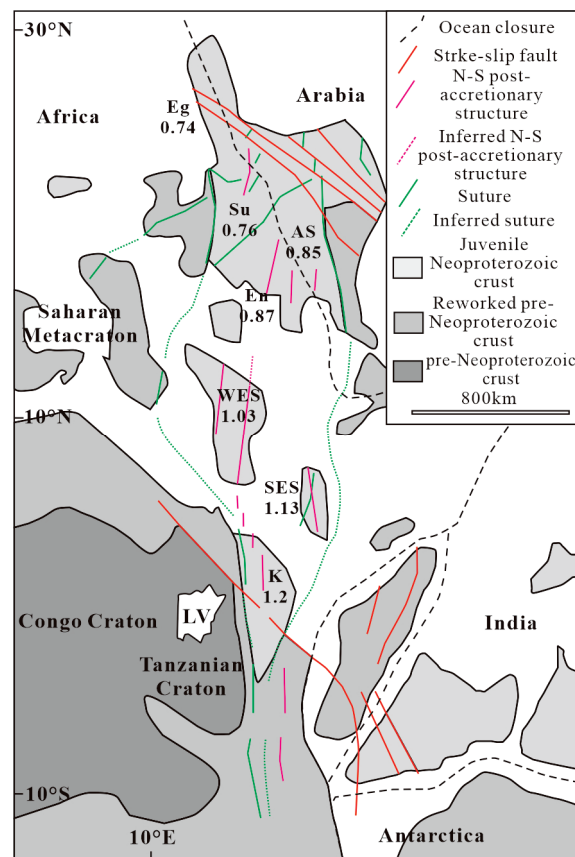 30°N
Africa
Eg
0.74
Arabia
Su
0.76
AS
0.85
En
0.87
Saharan
Metacraton
10°N
WES
1.03
SES
1.13
K
1.2
LV
Congo Craton
Tanzanian
Craton
India
10°S
10°E
Antarctica
Ocean closure
Strke-slip fault
N-S post-
accretionary
structure
Inferred N-S
post-accretionary
structure
Suture
Inferred suture
Juvenile
Neoproterozoic
crust
Reworked pre-
Neoproterozoic
crust
pre-Neoproterozoic
crust
800km